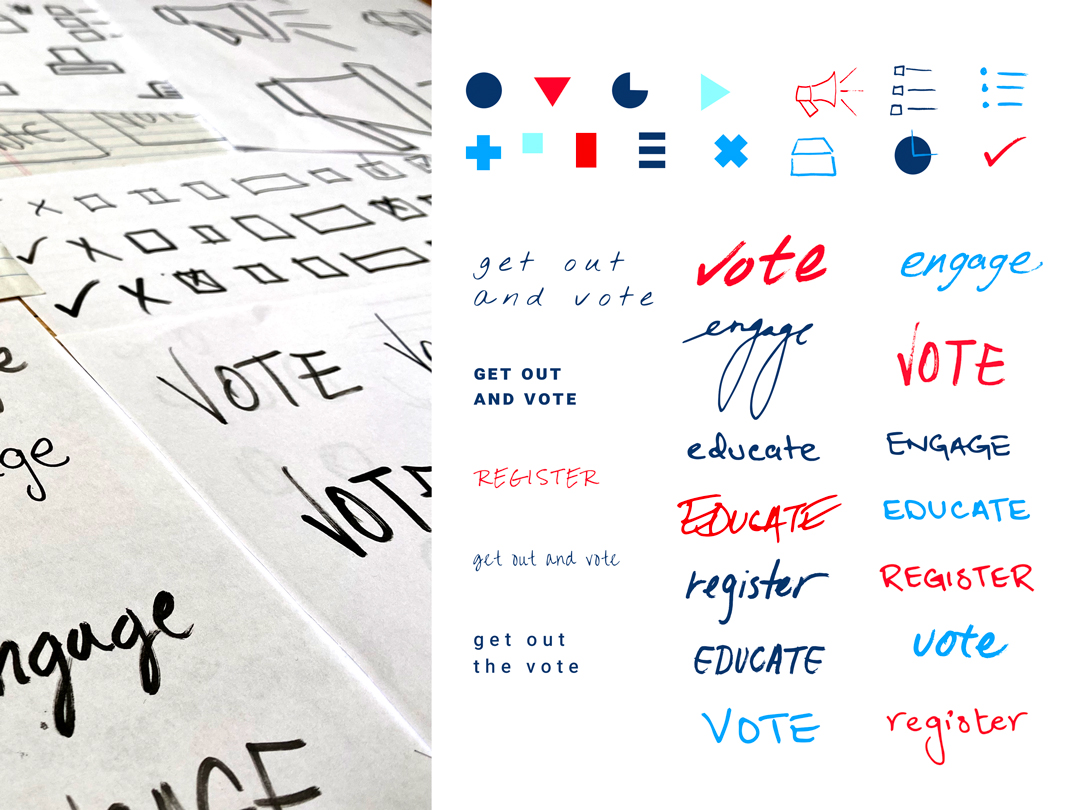 VOTE
ge
VOTE
ngage
NGE
get out
and vote
GET OUT
AND VOTE
REGISTER
get out and vote
get out
the vote
vote
engage
educate
EDUCATE
register
EDUCATE
VOTE
engage
VOTE
ENGAGE
EDUCATE
REGISTER
vote
register